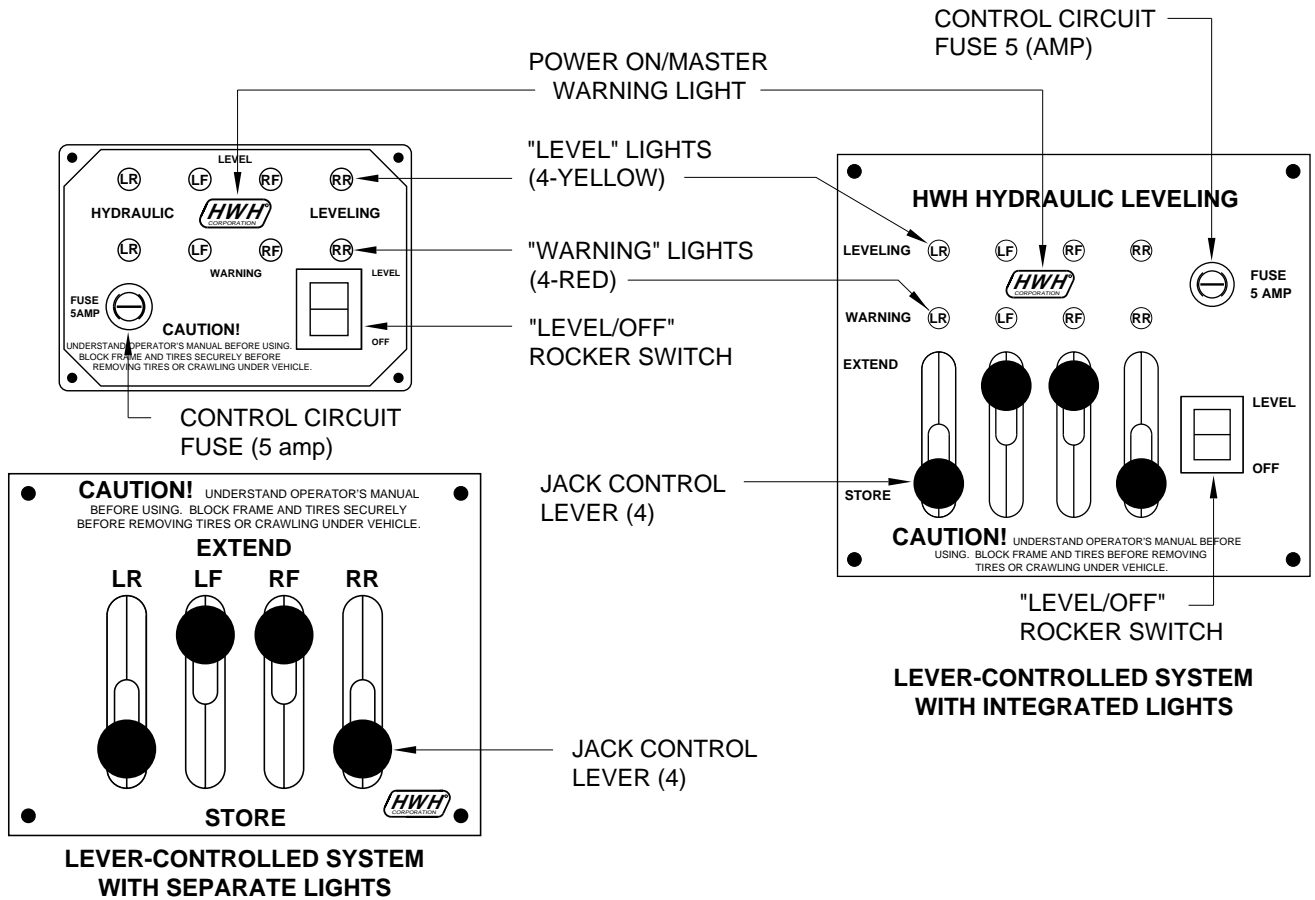 CONTROL CIRCUIT
FUSE 5 (AMP)
POWER ON/MASTER
WARNING LIGHT
"LEVEL" LIGHTS
(4-YELLOW)
"WARNING" LIGHTS
(4-RED)
"LEVEL/OFF"
ROCKER SWITCH
LEVEL
LR LF RF RR
HYDRAULIC HWH LEVELING
CORPORATION
LR LF RF RR
WARNING
LEVEL
FUSE
5AMP
OFF
CAUTION!
UNDERSTAND OPERATOR'S MANUAL BEFORE USING.
BLOCK FRAME AND TIRES SECURELY BEFORE
REMOVING TIRES OR CRAWLING UNDER VEHICLE.
CONTROL CIRCUIT
FUSE (5 amp)
HWH HYDRAULIC LEVELING
LEVELING LR LF RF RR
HWH
CORPORATION
FUSE
5 AMP
WARNING LR LF RF RR
EXTEND
LEVEL
OFF
STORE
CAUTION! UNDERSTAND OPERATOR'S MANUAL BEFORE
USING. BLOCK FRAME AND TIRES BEFORE REMOVING
TIRES OR CRAWLING UNDER VEHICLE.
JACK CONTROL
LEVER (4)
"LEVEL/OFF"
ROCKER SWITCH
LEVER-CONTROLLED SYSTEM
WITH INTEGRATED LIGHTS
CAUTION! UNDERSTAND OPERATOR'S MANUAL
BEFORE USING. BLOCK FRAME AND TIRES SECURELY
BEFORE REMOVING TIRES OR CRAWLING UNDER VEHICLE.
EXTEND
LR LF RF RR
STORE
HWH
CORPORATION
JACK CONTROL
LEVER (4)
LEVER-CONTROLLED SYSTEM
WITH SEPARATE LIGHTS